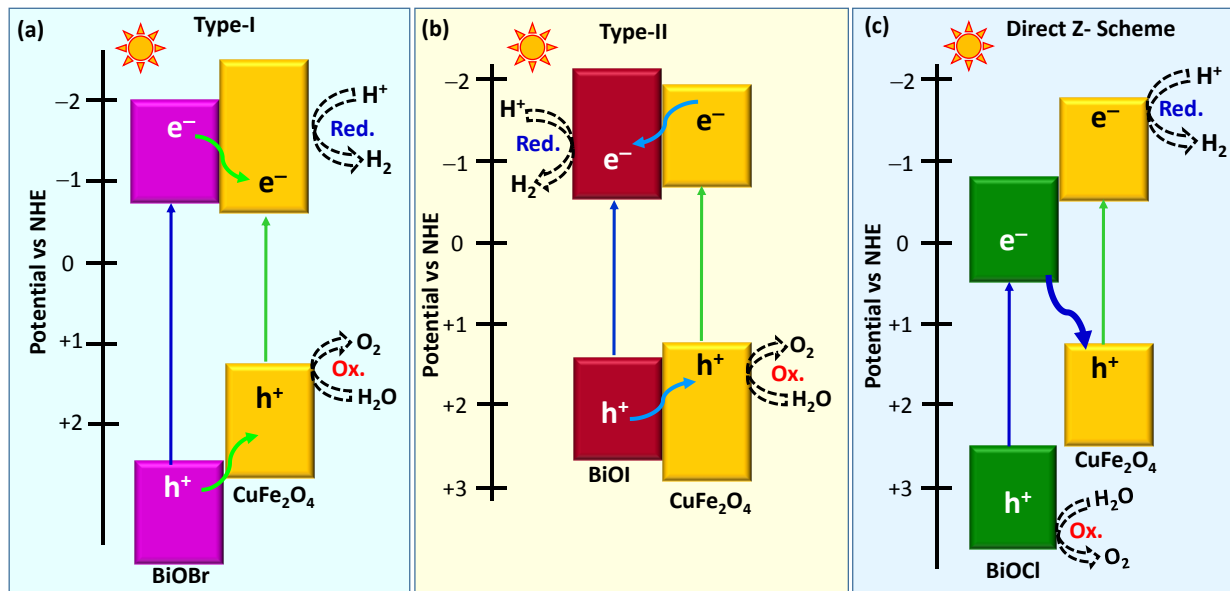 (a)
Type-I
Potential vs NHE
−2
−1
0
+1
+2
e⁻
e⁻
H⁺
Red.
H₂
h⁺
h⁺
O₂
Ox.
H₂O
CuFe₂O₄
BiOBr
(b)
Type-II
Potential vs NHE
−2
−1
0
+1
+2
+3
H⁺
Red.
H₂
e⁻
e⁻
h⁺
h⁺
O₂
Ox.
H₂O
BiOI
CuFe₂O₄
(c)
Direct Z- Scheme
Potential vs NHE
−2
−1
0
+1
+2
+3
e⁻
H⁺
Red.
H₂
e⁻
h⁺
CuFe₂O₄
h⁺
H₂O
Ox.
O₂
BiOCl